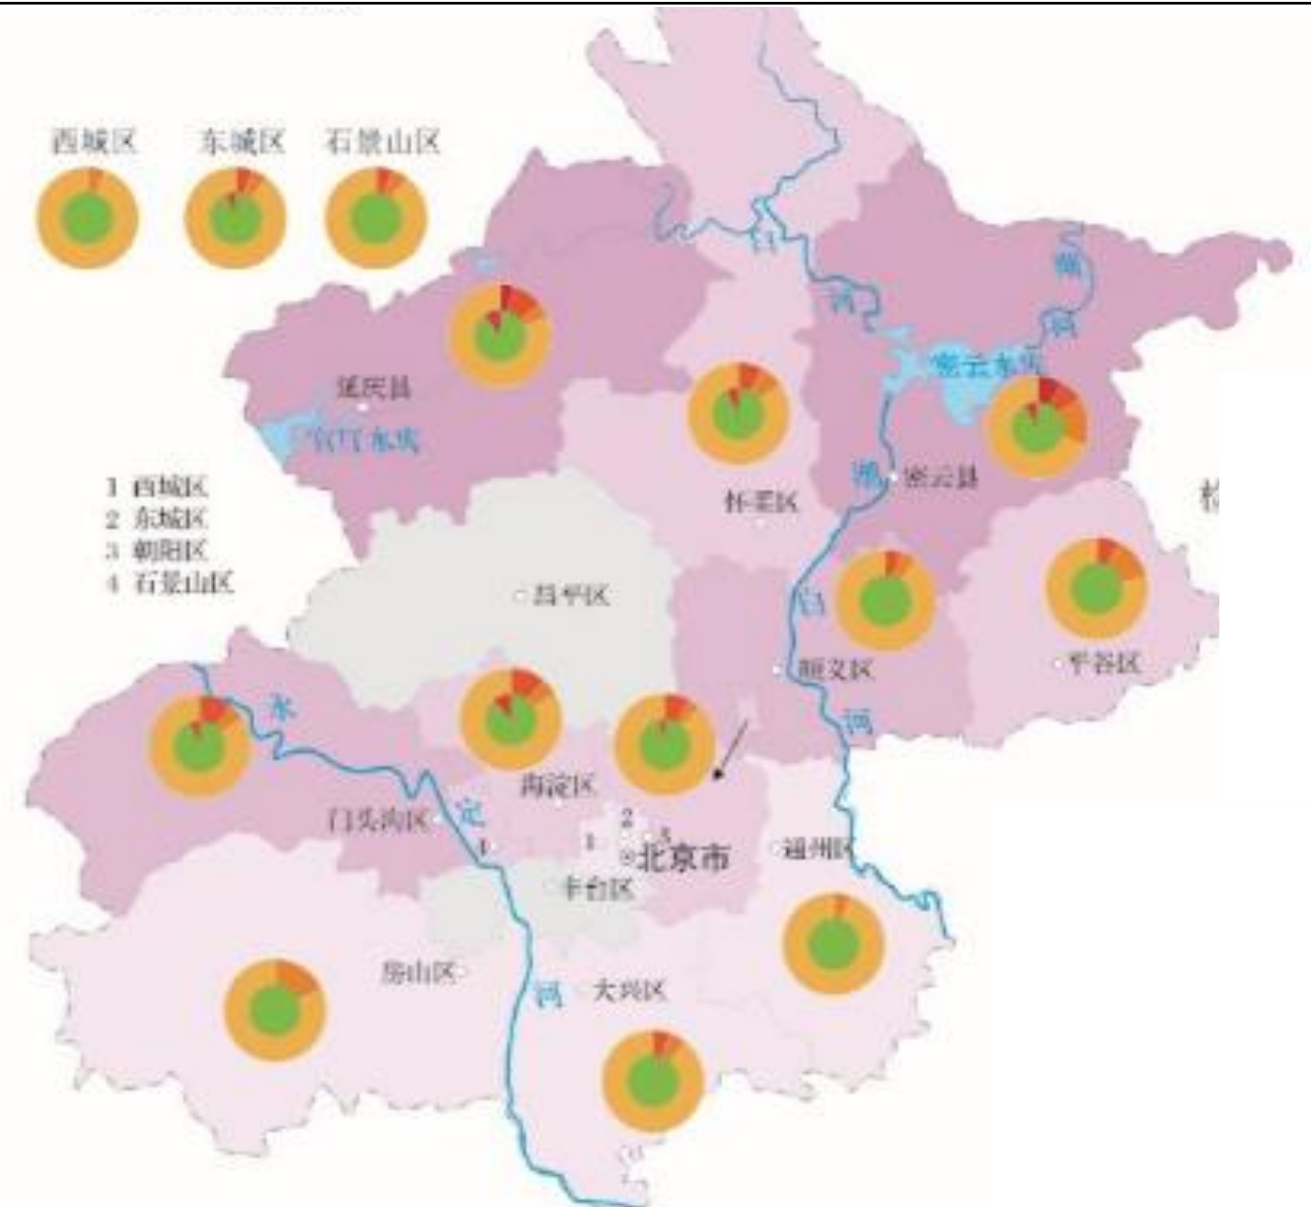 西城区 东城区 石景山区
白
潮
河
河
密云水库
延庆县
官厅水库
密云县
潮
怀柔区
1 西城区
2 东城区
3 朝阳区
4 石景山区
昌平区
白
顺义区
平谷区
永
河
海淀区
门头沟区
定
2
1
3
4
北京市
通州区
丰台区
房山区
河
大兴区